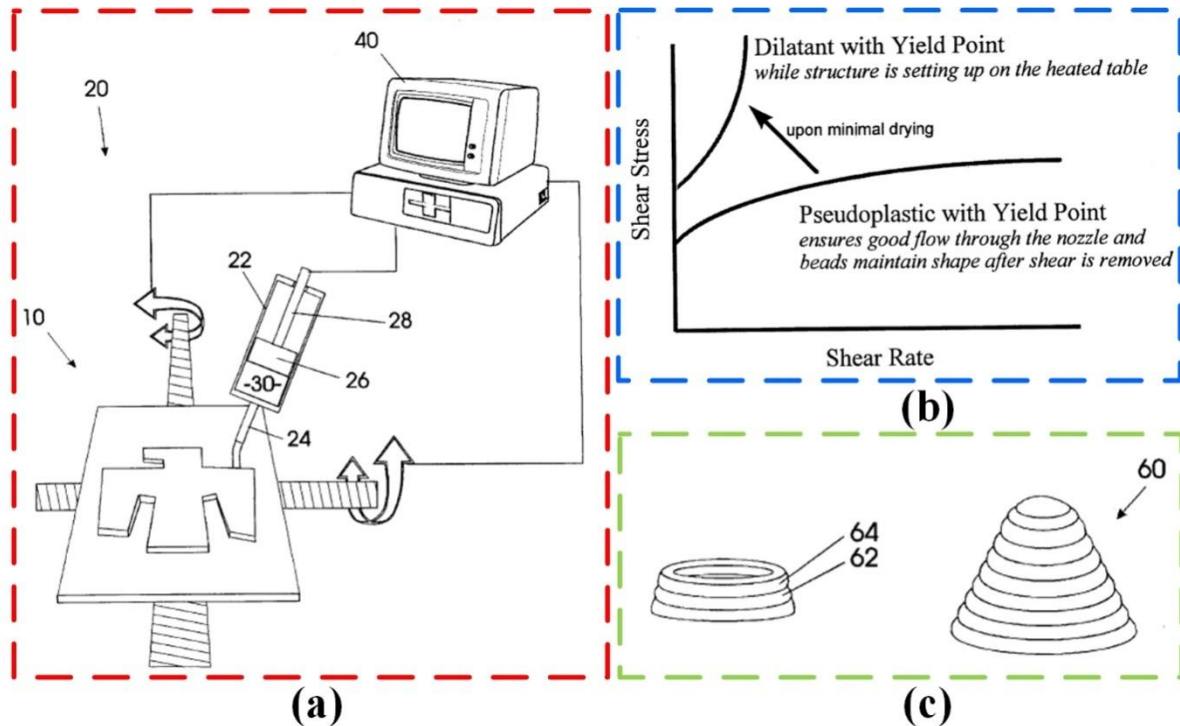 40
20
22
28
10
26
-30-
24
(a)
Dilatant with Yield Point
while structure is setting up on the heated table
upon minimal drying
Shear Stress
Pseudoplastic with Yield Point
ensures good flow through the nozzle and
beads maintain shape after shear is removed
Shear Rate
(b)
60
64
62
(c)